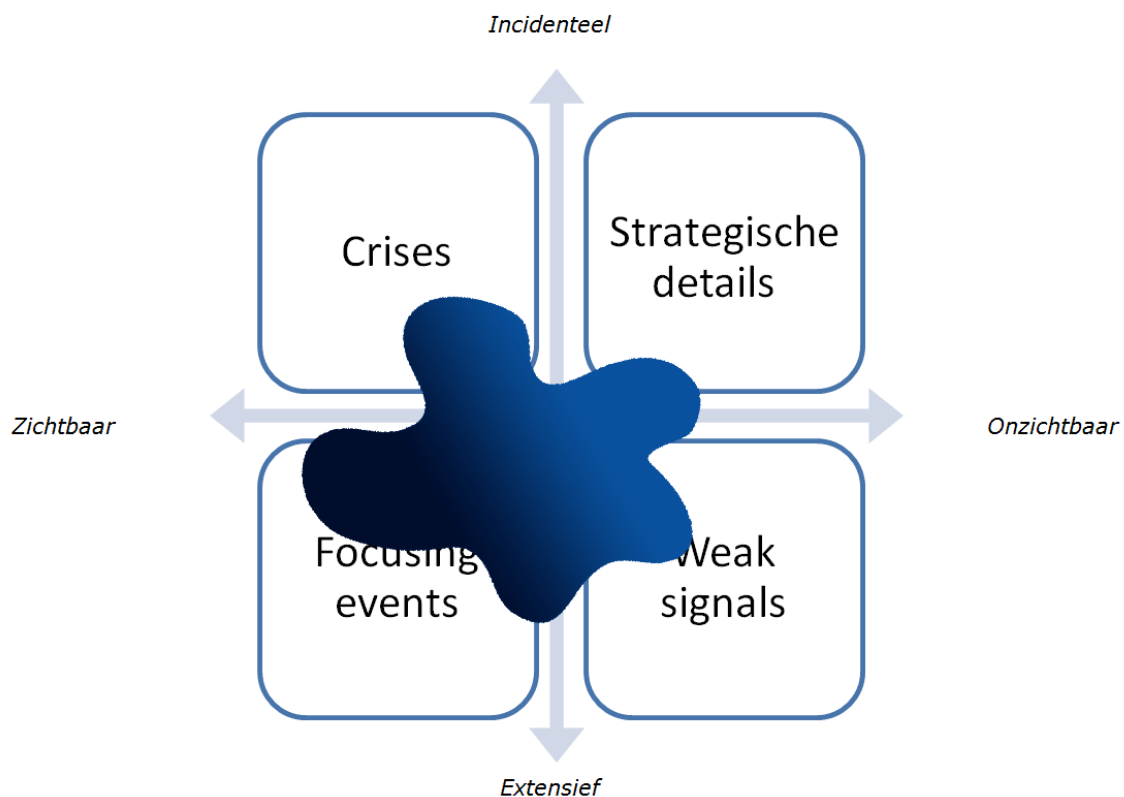 Incidenteel
Crises
Strategische
details
Zichtbaar
Onzichtbaar
Focusing
events
Weak
signals
Extensief